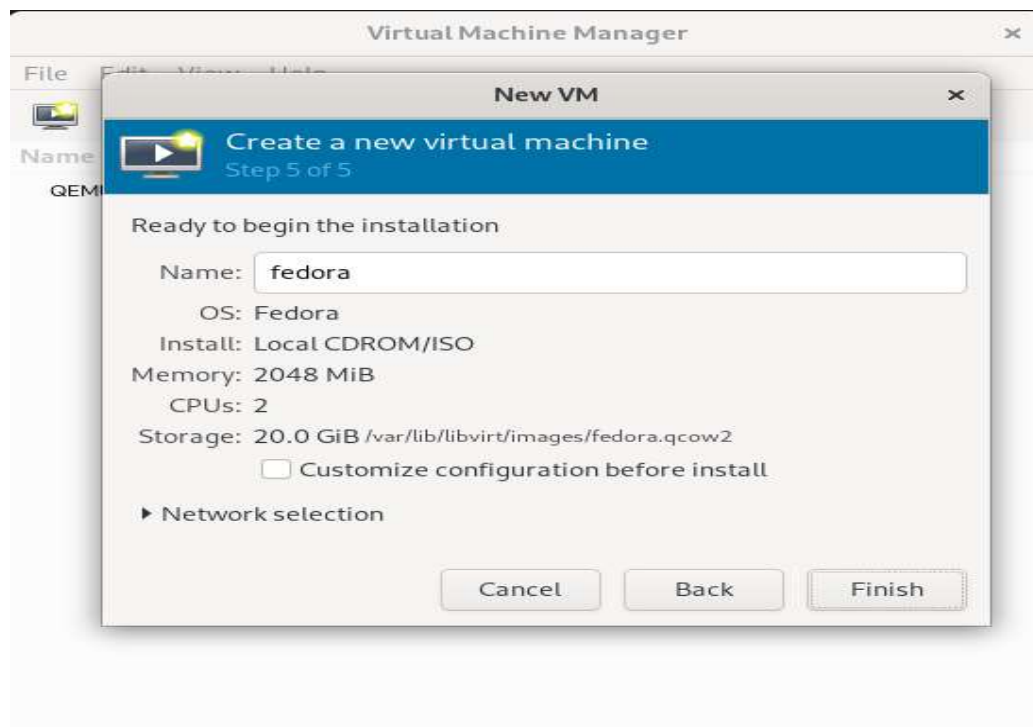 Virtual Machine Manager
File
New VM
Create a new virtual machine
Name
Step 5 of 5
Ready to begin the installation
Name: fedora
OS: Fedora
Install: Local CDROM/ISO
Memory: 2048 MiB
CPUs: 2
Storage: 20.0 GiB /var/lib/libvirt/images/fedora.qcow2
Customize configuration before install
Network selection
Cancel Back Finish